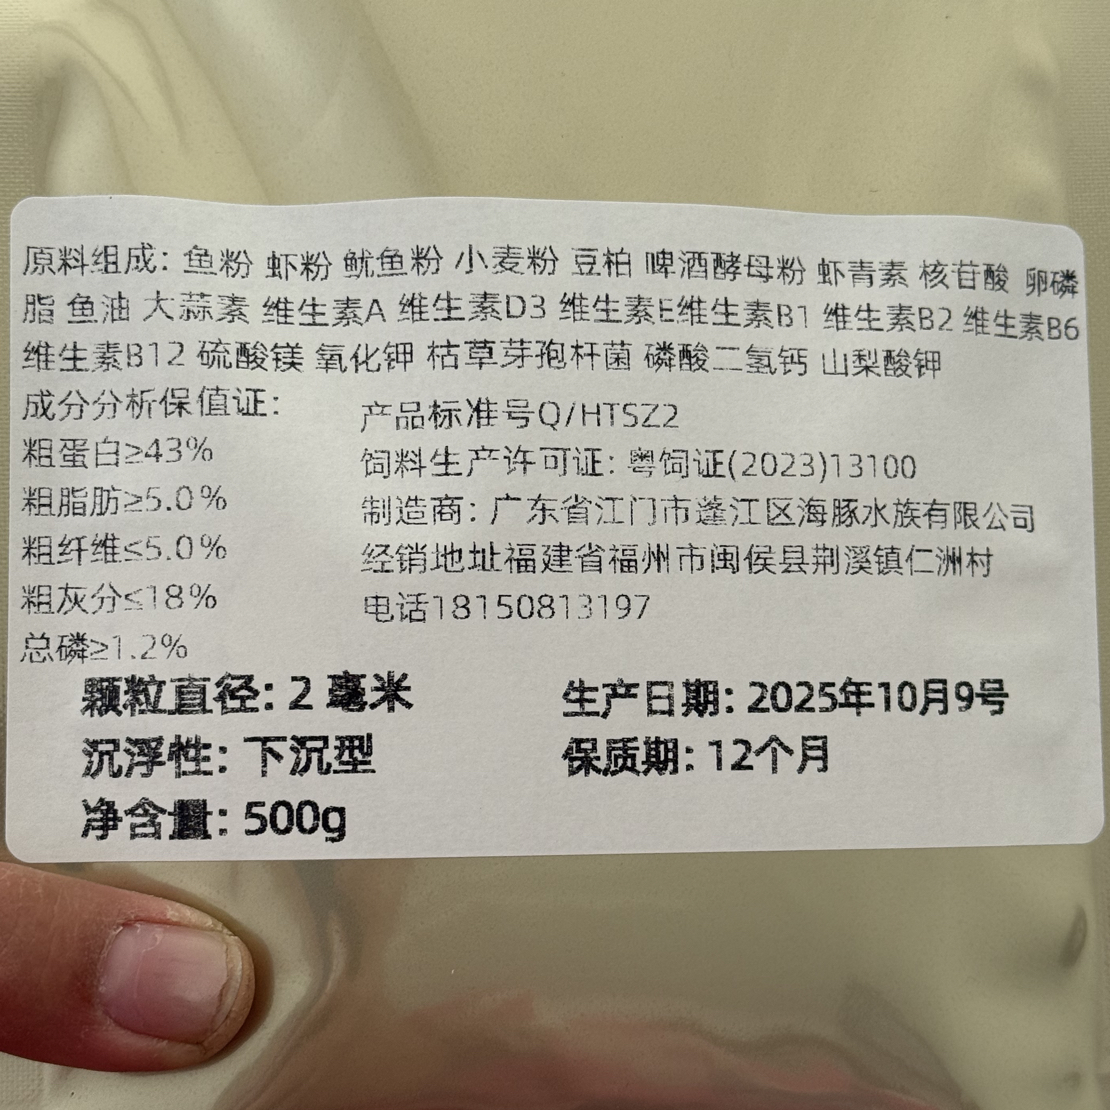 原料组成: 鱼粉 虾粉 鱿鱼粉 小麦粉 豆柏 啤酒酵母粉 虾青素 核苷酸 卵磷
脂 鱼油 大蒜素 维生素A 维生素D3 维生素E维生素B1 维生素B2 维生素B6
维生素B12 硫酸镁 氧化钾 枯草芽孢杆菌 磷酸二氢钙 山梨酸钾
成分分析保值证:
粗蛋白≥43%
粗脂肪≥5.0%
粗纤维≤5.0%
粗灰分≤18%
总磷≥1.2%
产品标准号Q/HTSZ2
饲料生产许可证: 粤饲证(2023)13100
制造商: 广东省江门市蓬江区海豚水族有限公司
经销地址福建省福州市闽侯县荆溪镇仁洲村
电话18150813197
颗粒直径: 2 毫米
沉浮性: 下沉型
净含量: 500g
生产日期: 2025年10月9号
保质期: 12个月